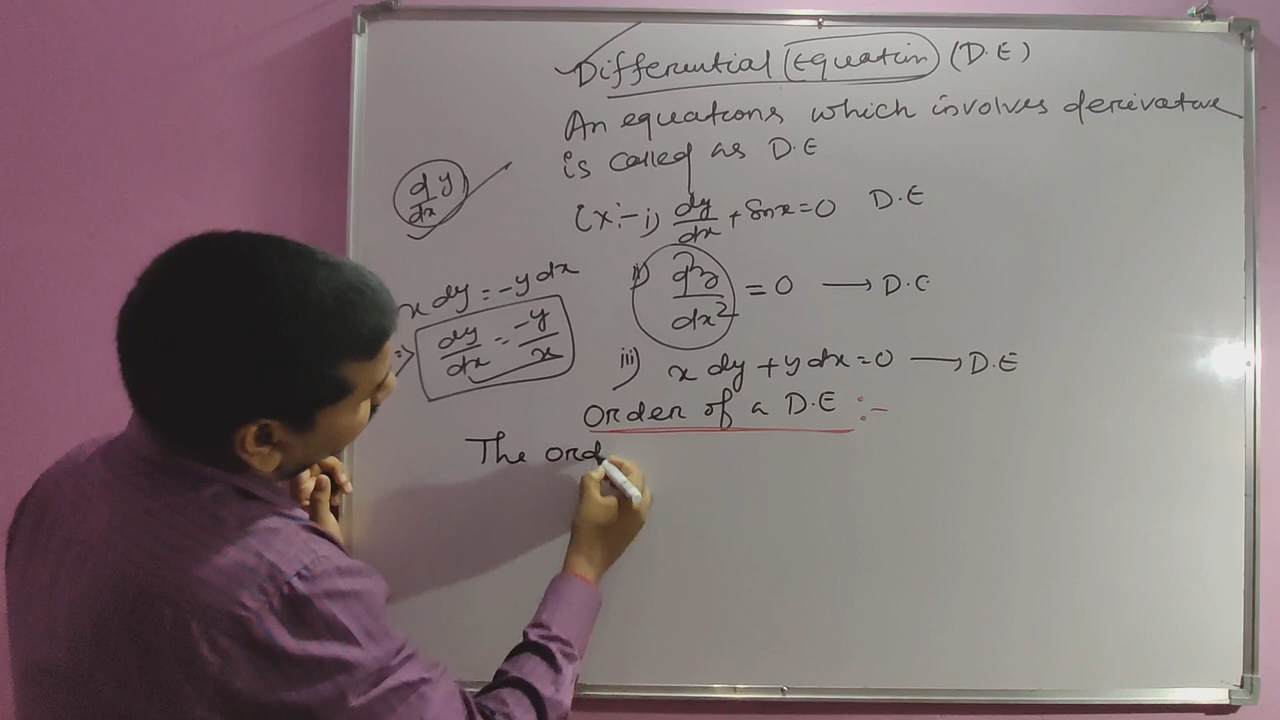 Differential Equation (D.E)
An equations which involves derivative
is called as D.E
Ex:- i) dy/dx + Sinx = 0 D.E
ii) d²y/dx² = 0 → D.E
iii) x dy + y dx = 0 → D.E
dy/dx
x dy = -y dx
⇒ dy/dx = -y/x
Order of a D.E :-
The ord